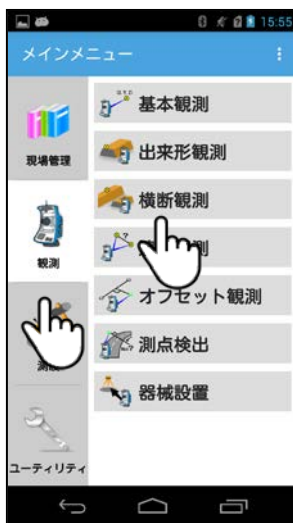 15:55
メインメニュー
現場管理
観測
ユーティリティ
基本観測
出来形観測
横断観測
オフセット観測
測点検出
器械設置